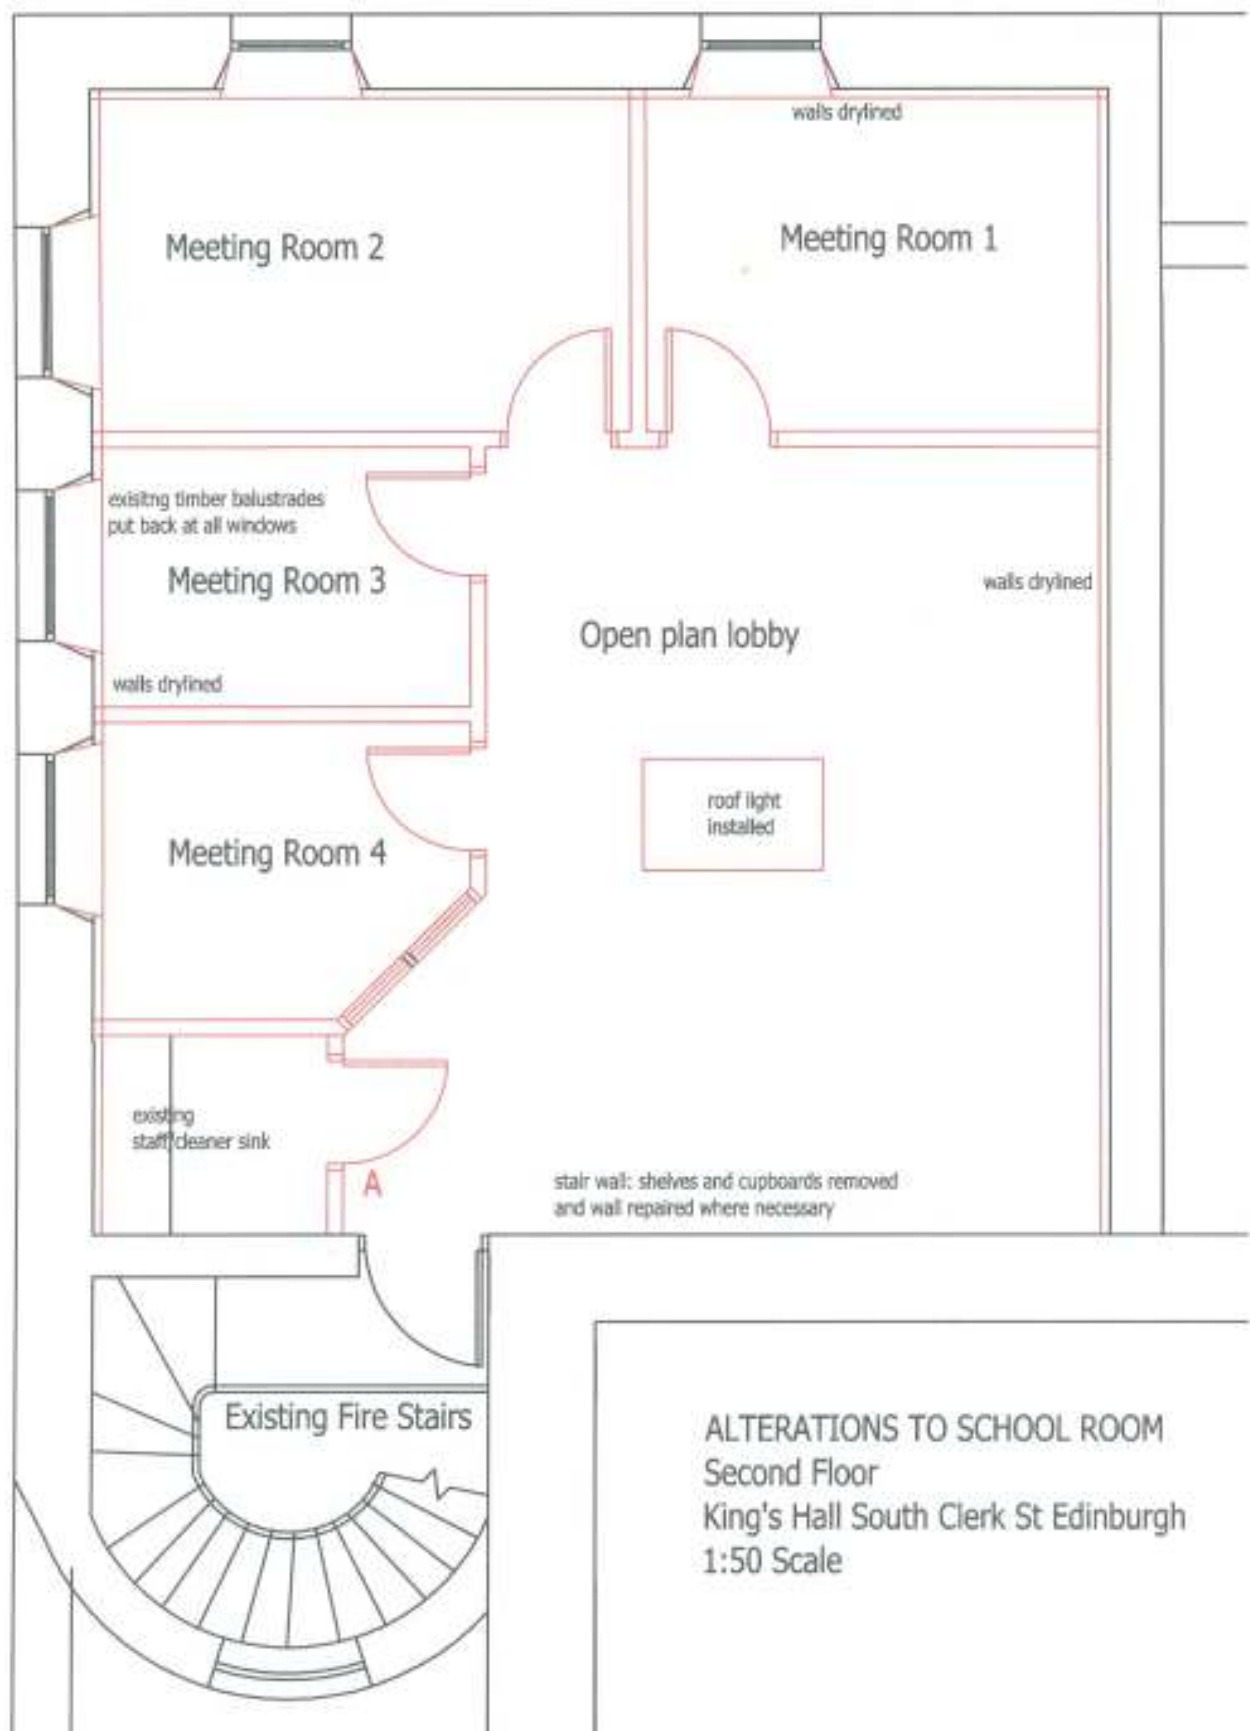 walls drylined
Meeting Room 2
Meeting Room 1
exisitng timber balustrades
put back at all windows
Meeting Room 3
walls drylined
Open plan lobby
walls drylined
roof light
installed
Meeting Room 4
existing
staff/cleaner sink
A
stair wall: shelves and cupboards removed
and wall repaired where necessary
Existing Fire Stairs
ALTERATIONS TO SCHOOL ROOM
Second Floor
King's Hall South Clerk St Edinburgh
1:50 Scale